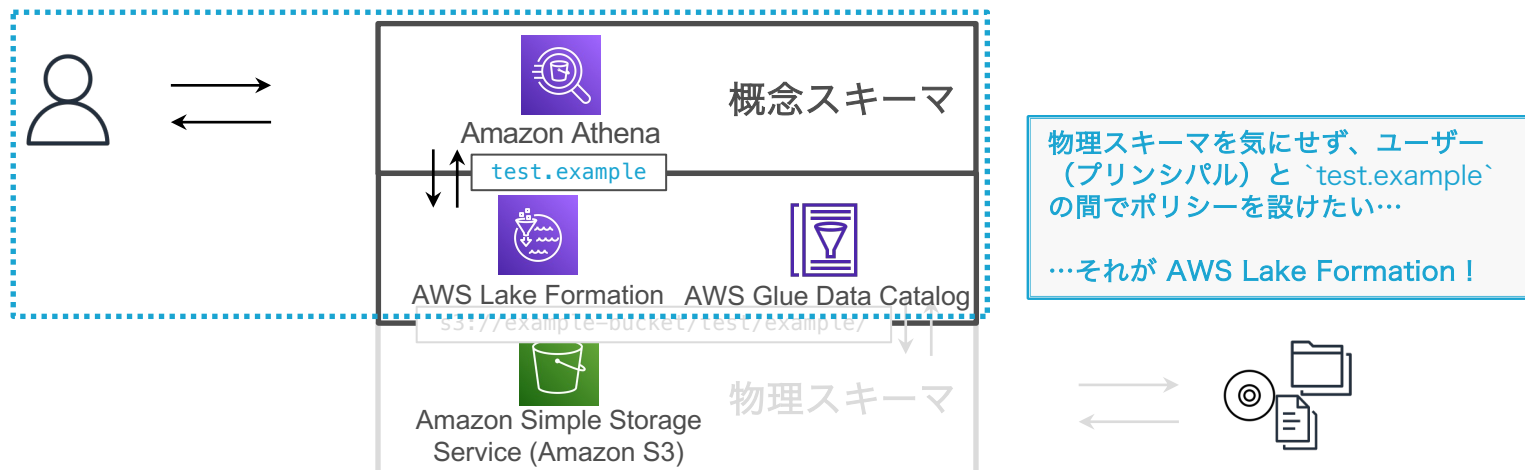 概念スキーマ
Amazon Athena
test.example
AWS Lake Formation
AWS Glue Data Catalog
s3://example-bucket/test/example/
物理スキーマ
Amazon Simple Storage
Service (Amazon S3)
物理スキーマを気にせず、ユーザー
（プリンシパル）と `test.example`
の間でポリシーを設けたい…
…それが AWS Lake Formation！